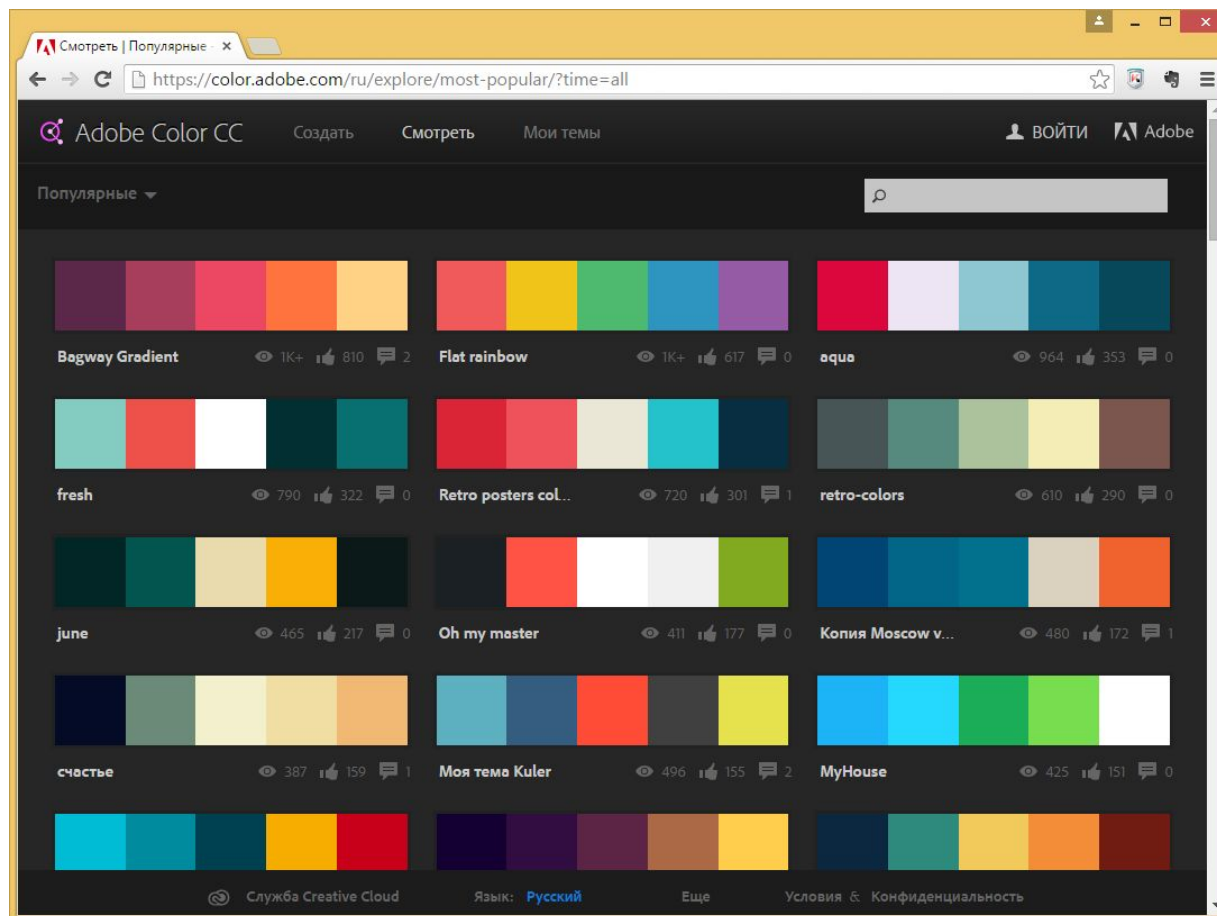 Смотреть | Популярные -
https://color.adobe.com/ru/explore/most-popular/?time=all
Adobe Color CC Создать Смотреть Мои темы ВОЙТИ Adobe
Популярные
Bagway Gradient 1K+ 810 2 Flat rainbow 1K+ 617 0 aqua 964 353 0
fresh 790 322 0 Retro posters col... 720 301 1 retro-colors 610 290 0
june 465 217 0 Oh my master 411 177 0 Копия Moscow v... 480 172 1
счастье 387 159 1 Моя тема Kuler 496 155 2 MyHouse 425 151 0
Служба Creative Cloud Язык: Русский Еще Условия & Конфиденциальность